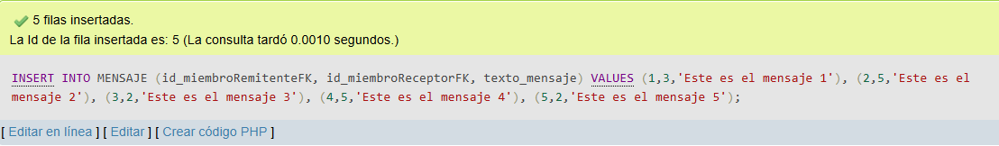 5 filas insertadas.
La Id de la fila insertada es: 5 (La consulta tardó 0.0010 segundos.)
INSERT INTO MENSAJE (id_miembroRemitenteFK, id_miembroReceptorFK, texto_mensaje) VALUES (1,3,'Este es el mensaje 1'), (2,5,'Este es el
mensaje 2'), (3,2,'Este es el mensaje 3'), (4,5,'Este es el mensaje 4'), (5,2,'Este es el mensaje 5');
[ Editar en línea ] [ Editar ] [ Crear código PHP ]